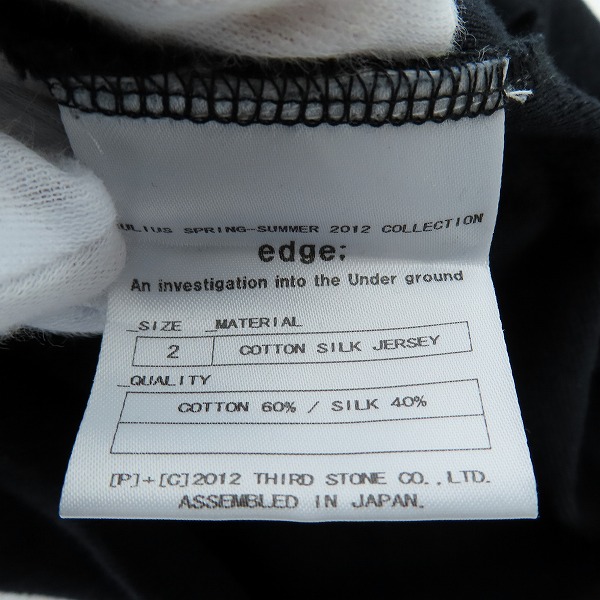 SPRING-SUMMER 2012 COLLECTION
edge;
An investigation into the Under ground
_SIZE _MATERIAL
2 COTTON SILK JERSEY
_QUALITY
COTTON 60% / SILK 40%
[P]+[C]2012 THIRD STONE CO.,LTD.
ASSEMBLED IN JAPAN.